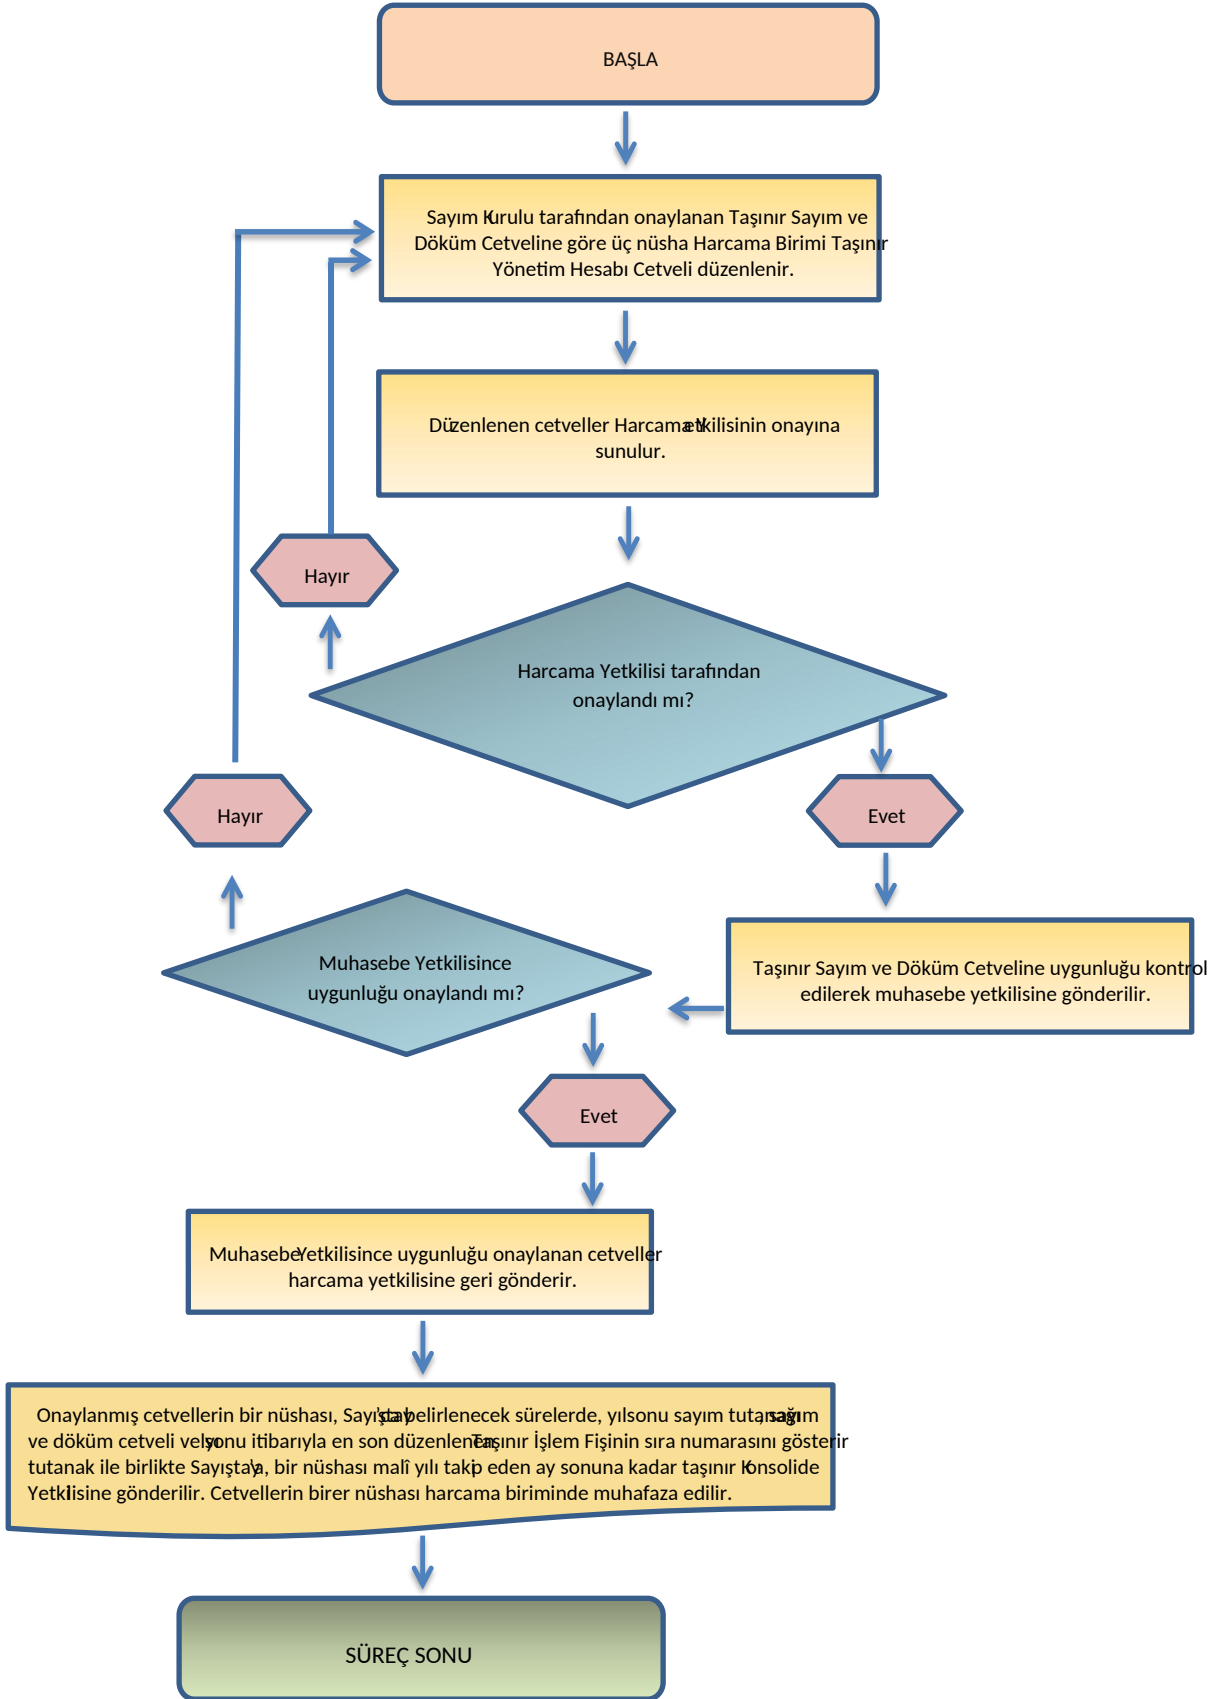 BAŞLA
Sayım Kurulu tarafından onaylanan Taşınır Sayım ve
Döküm Cetveline göre üç nüsha Harcama Birimi Taşınır
Yönetim Hesabı Cetveli düzenlenir.
Düzenlenen cetveller Harcama Yetkilisinin onayına
sunulur.
Hayır
Harcama Yetkilisi tarafından
onaylandı mı?
Hayır
Evet
Muhasebe Yetkilisince
uygunluğu onaylandı mı?
Taşınır Sayım ve Döküm Cetveline uygunluğu kontrol
edilerek muhasebe yetkilisine gönderilir.
Evet
Muhasebe Yetkilisince uygunluğu onaylanan cetveller
harcama yetkilisine geri gönderir.
Onaylanmış cetvellerin bir nüshası, Sayıştay'ca belirlenecek sürelerde, yılsonu sayım tutanağı, sayım
ve döküm cetveli ve yılsonu itibarıyla en son düzenlenen Taşınır İşlem Fişinin sıra numarasını gösterir
tutanak ile birlikte Sayıştay'a, bir nüshası malî yılı takip eden ay sonuna kadar taşınır Konsolide
Yetkilisine gönderilir. Cetvellerin birer nüshası harcama biriminde muhafaza edilir.
SÜREÇ SONU